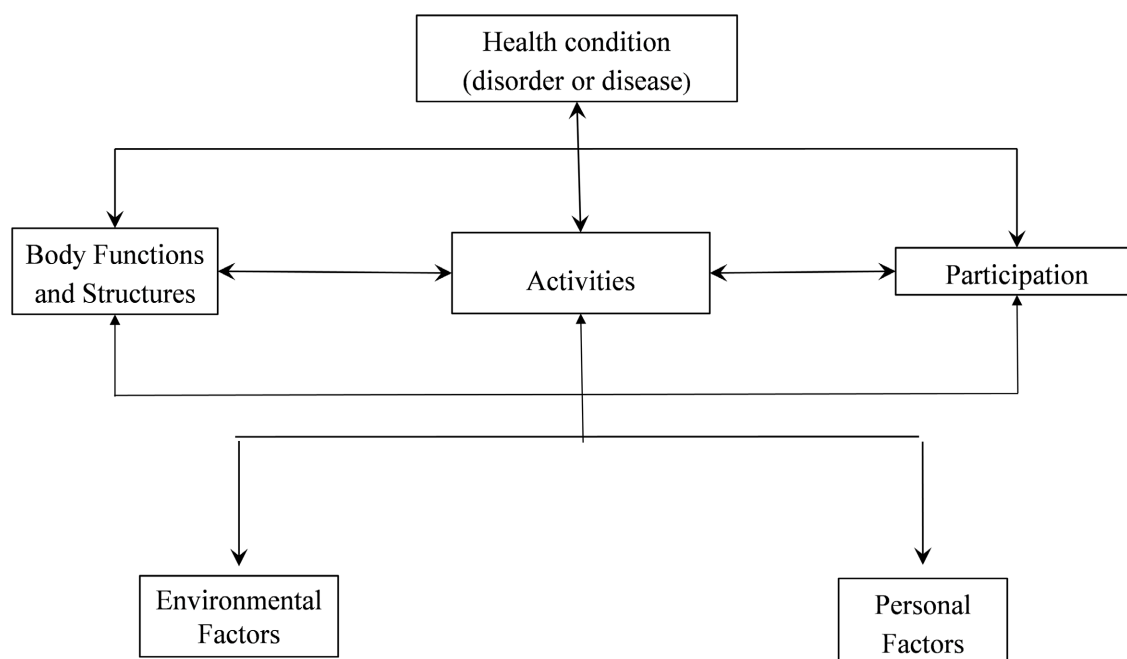 Health condition
(disorder or disease)
Body Functions
and Structures
Activities
Participation
Environmental
Factors
Personal
Factors